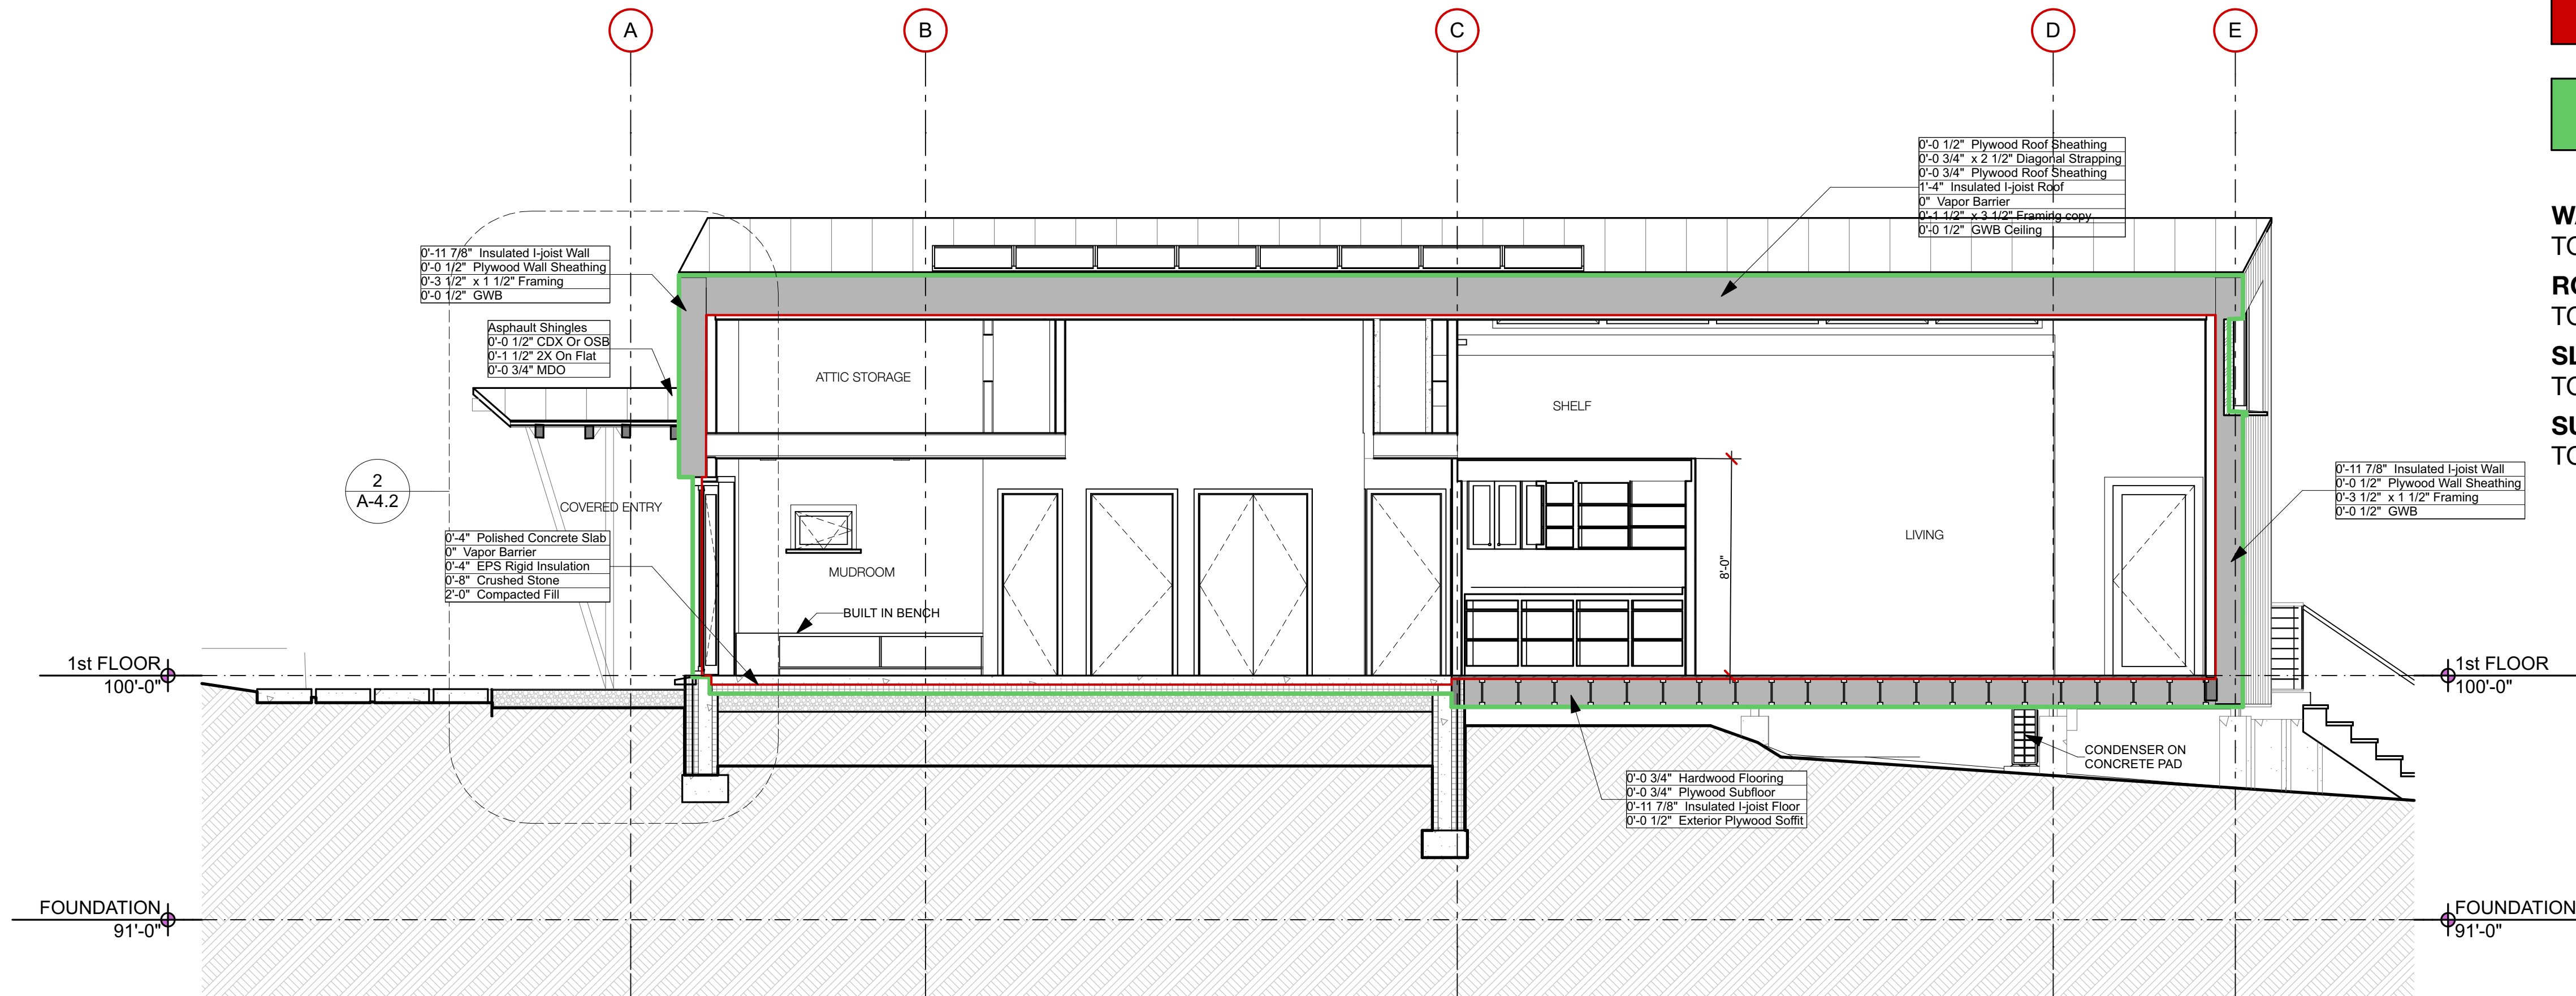 A
B
C
D
E
0'-0 1/2" Plywood Roof Sheathing
0'-0 3/4" x 2 1/2" Diagonal Strapping
0'-0 3/4" Plywood Roof Sheathing
1'-4" Insulated I-joist Roof
0" Vapor Barrier
0'-1 1/2" x 3 1/2" Framing copy
0'-0 1/2" GWB Ceiling
0'-11 7/8" Insulated I-joist Wall
0'-0 1/2" Plywood Wall Sheathing
0'-3 1/2" x 1 1/2" Framing
0'-0 1/2" GWB
Asphault Shingles
0'-0 1/2" CDX Or OSB
0'-1 1/2" 2X On Flat
0'-0 3/4" MDO
ATTIC STORAGE
SHELF
2
A-4.2
COVERED ENTRY
0'-4" Polished Concrete Slab
0" Vapor Barrier
0'-4" EPS Rigid Insulation
0'-8" Crushed Stone
2'-0" Compacted Fill
MUDROOM
BUILT IN BENCH
8'-0"
LIVING
0'-11 7/8" Insulated I-joist Wall
0'-0 1/2" Plywood Wall Sheathing
0'-3 1/2" x 1 1/2" Framing
0'-0 1/2" GWB
1st FLOOR
100'-0"
1st FLOOR
100'-0"
CONDENSER ON
CONCRETE PAD
0'-0 3/4" Hardwood Flooring
0'-0 3/4" Plywood Subfloor
0'-11 7/8" Insulated I-joist Floor
0'-0 1/2" Exterior Plywood Soffit
FOUNDATION
91'-0"
FOUNDATION
91'-0"